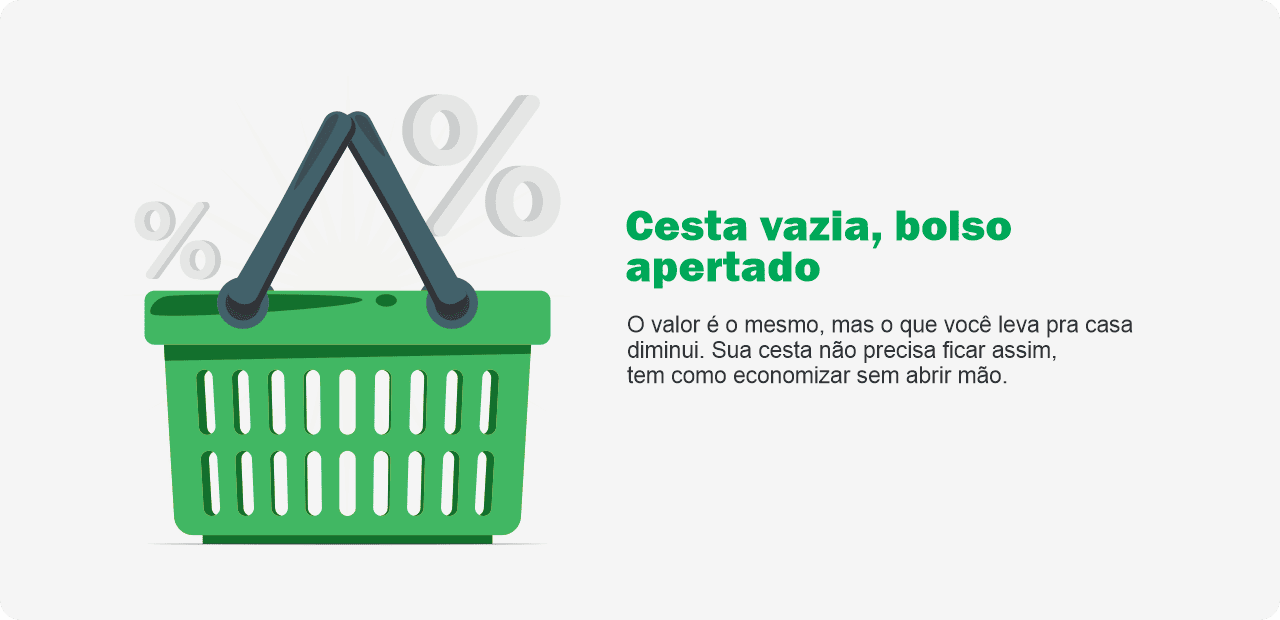 %
%
Cesta vazia, bolso
apertado
O valor é o mesmo, mas o que você leva pra casa
diminui. Sua cesta não precisa ficar assim,
tem como economizar sem abrir mão.